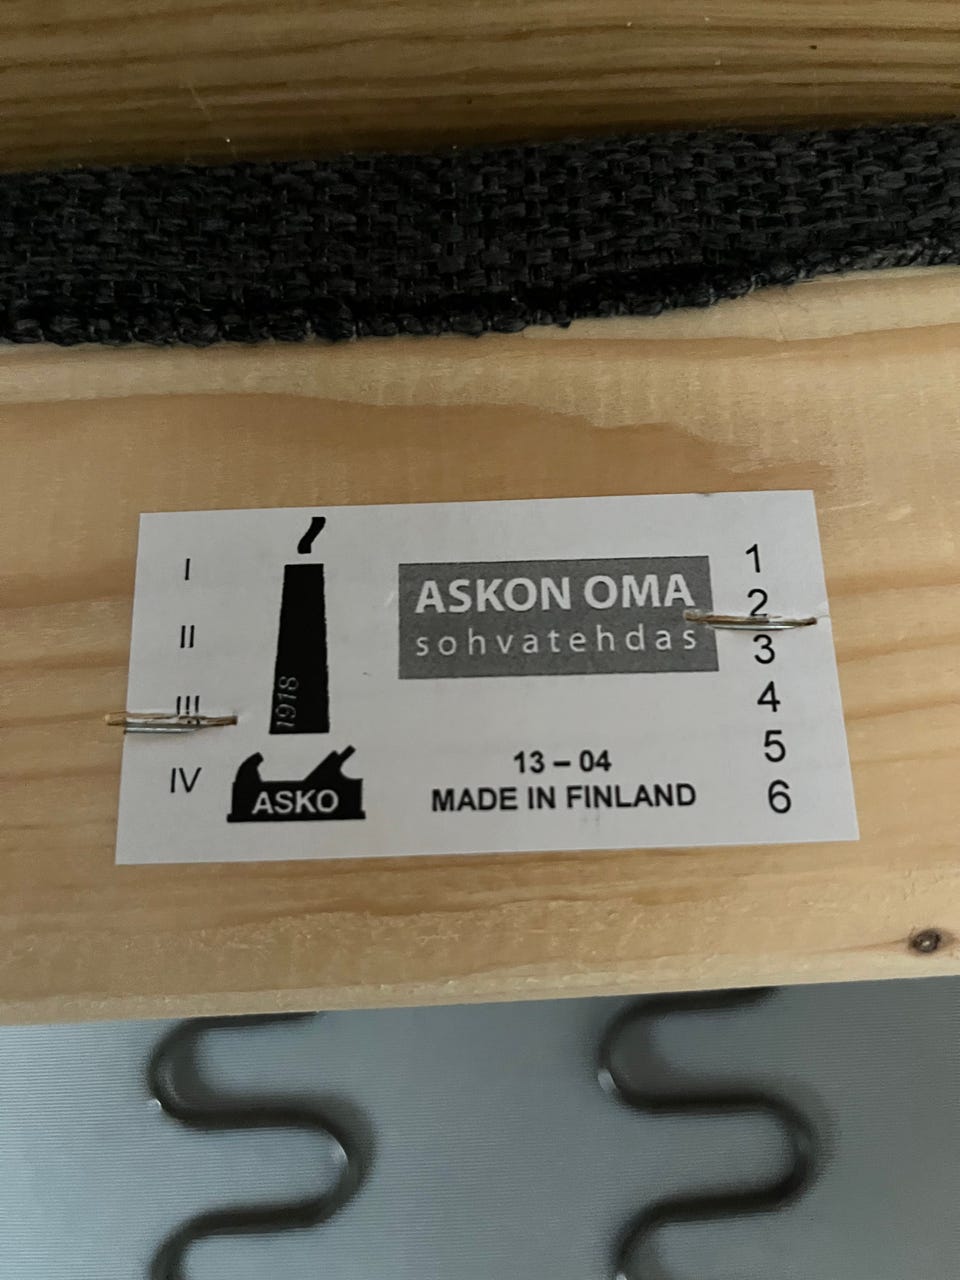 I
II
III
IV
1918
ASKO
ASKON OMA
sohvatehdas
13 – 04
MADE IN FINLAND
1
2
3
4
5
6